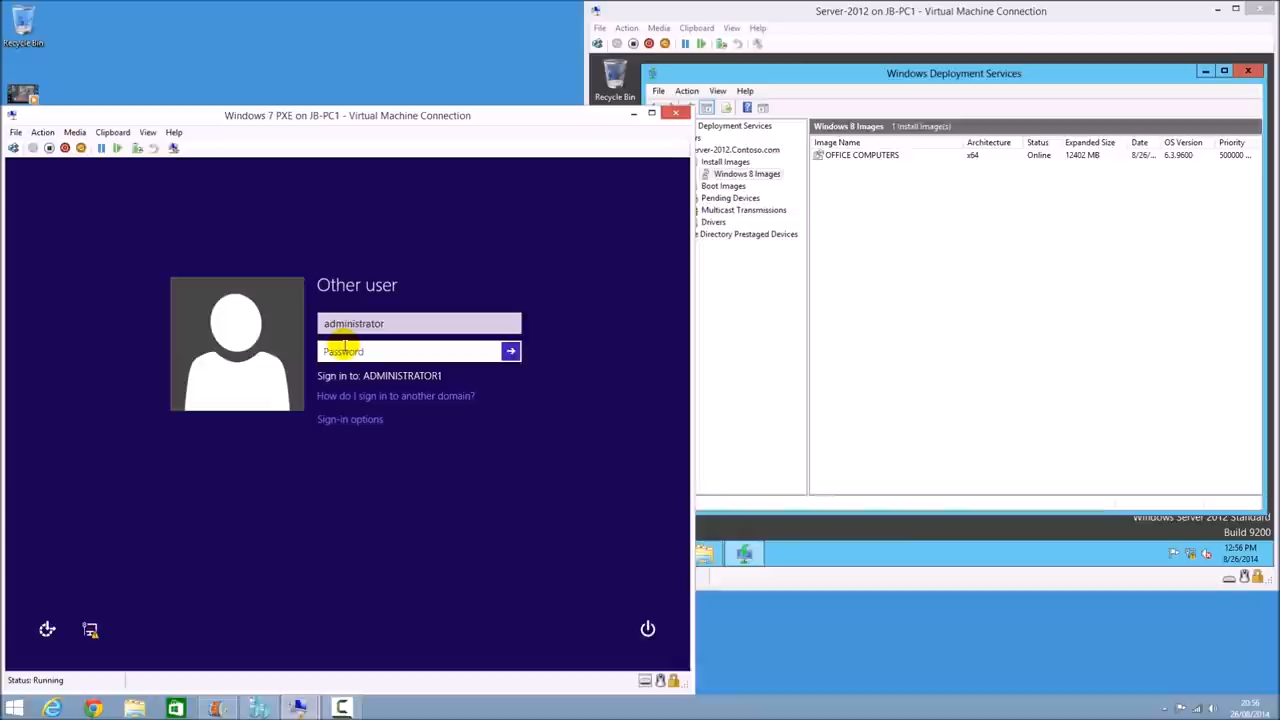 Recycle Bin
Server-2012 on JB-PC1 - Virtual Machine Connection
File Action Media Clipboard View Help
Recycle Bin
Windows Deployment Services
File Action View Help
Deployment Services
erver-2012.Contoso.com
Install Images
Windows 8 Images
Boot Images
Pending Devices
Multicast Transmissions
Drivers
Directory Prestaged Devices
Windows 8 Images 1 Install Image(s)
Image Name Architecture Status Expanded Size Date OS Version Priority
OFFICE COMPUTERS x64 Online 12402 MB 8/26/... 6.3.9600 500000 ...
Windows Server 2012 Standard
Build 9200
12:56 PM
8/26/2014
Windows 7 PXE on JB-PC1 - Virtual Machine Connection
File Action Media Clipboard View Help
Other user
administrator
Password
Sign in to: ADMINISTRATOR1
How do I sign in to another domain?
Sign-in options
Status: Running
20:56
26/08/2014